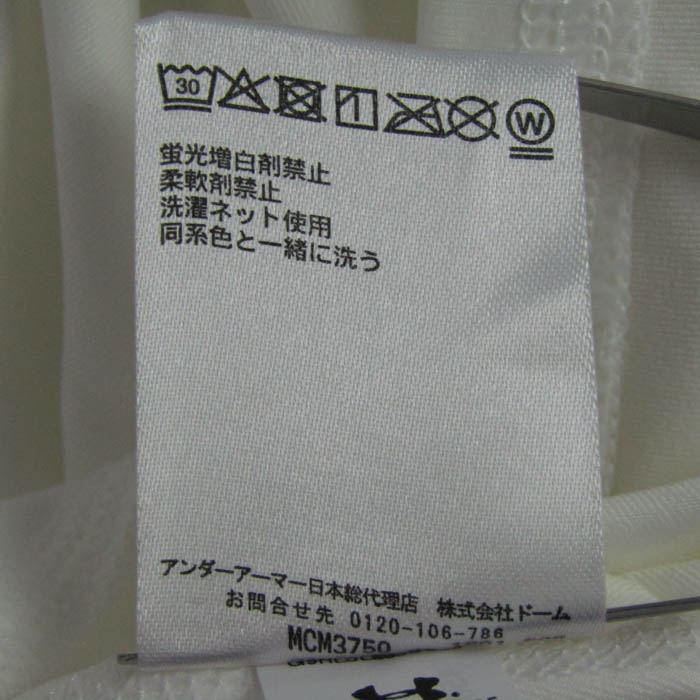 30
W
蛍光増白剤禁止
柔軟剤禁止
洗濯ネット使用
同系色と一緒に洗う
アンダーアーマー日本総代理店 株式会社ドーム
お問合せ先 0120-106-786
MCM3750